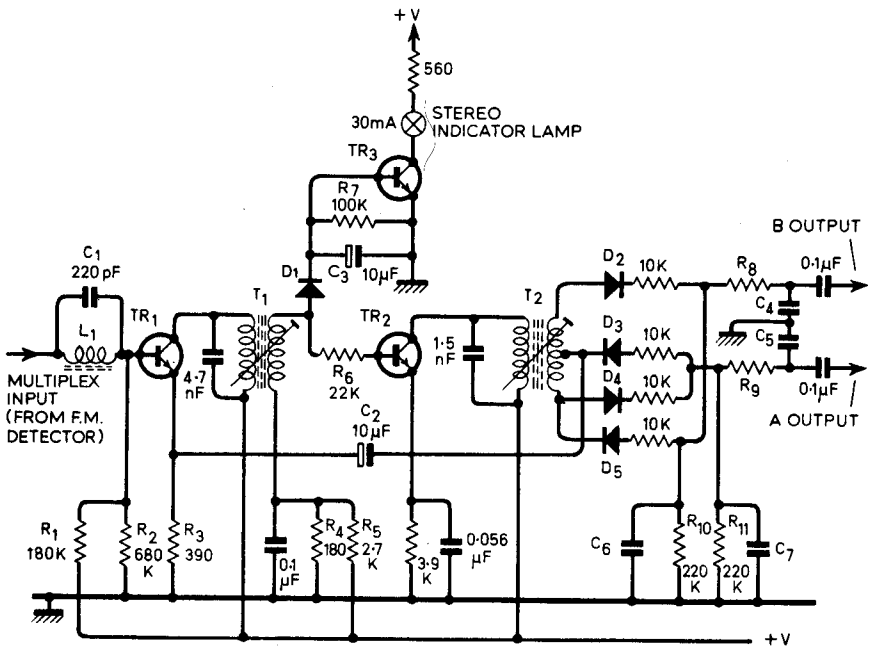 +V
560
30mA
STEREO
INDICATOR LAMP
TR3
R7
100K
C3
10μF
D1
C1
220 pF
L1
TR1
MULTIPLEX
INPUT
(FROM F.M.
DETECTOR)
4.7
nF
T1
R6
22K
TR2
C2
10μF
1.5
nF
T2
D2
10K
D3
10K
D4
10K
D5
10K
R8
R9
C4
C5
B OUTPUT
0.1μF
0.1μF
A OUTPUT
R1
180K
R2
680
K
R3
390
0.1
μF
R4
180
R5
2.7
K
3.9
K
0.056
μF
C6
R10
220
K
R11
220
K
C7
+V